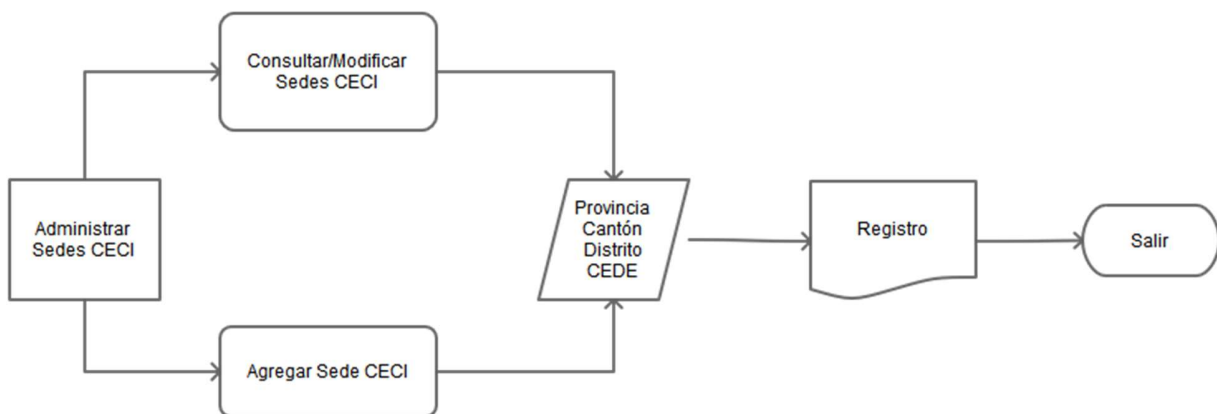 Consultar/Modificar
Sedes CECI
Administrar
Sedes CECI
Provincia
Cantón
Distrito
CEDE
Registro
Salir
Agregar Sede CECI